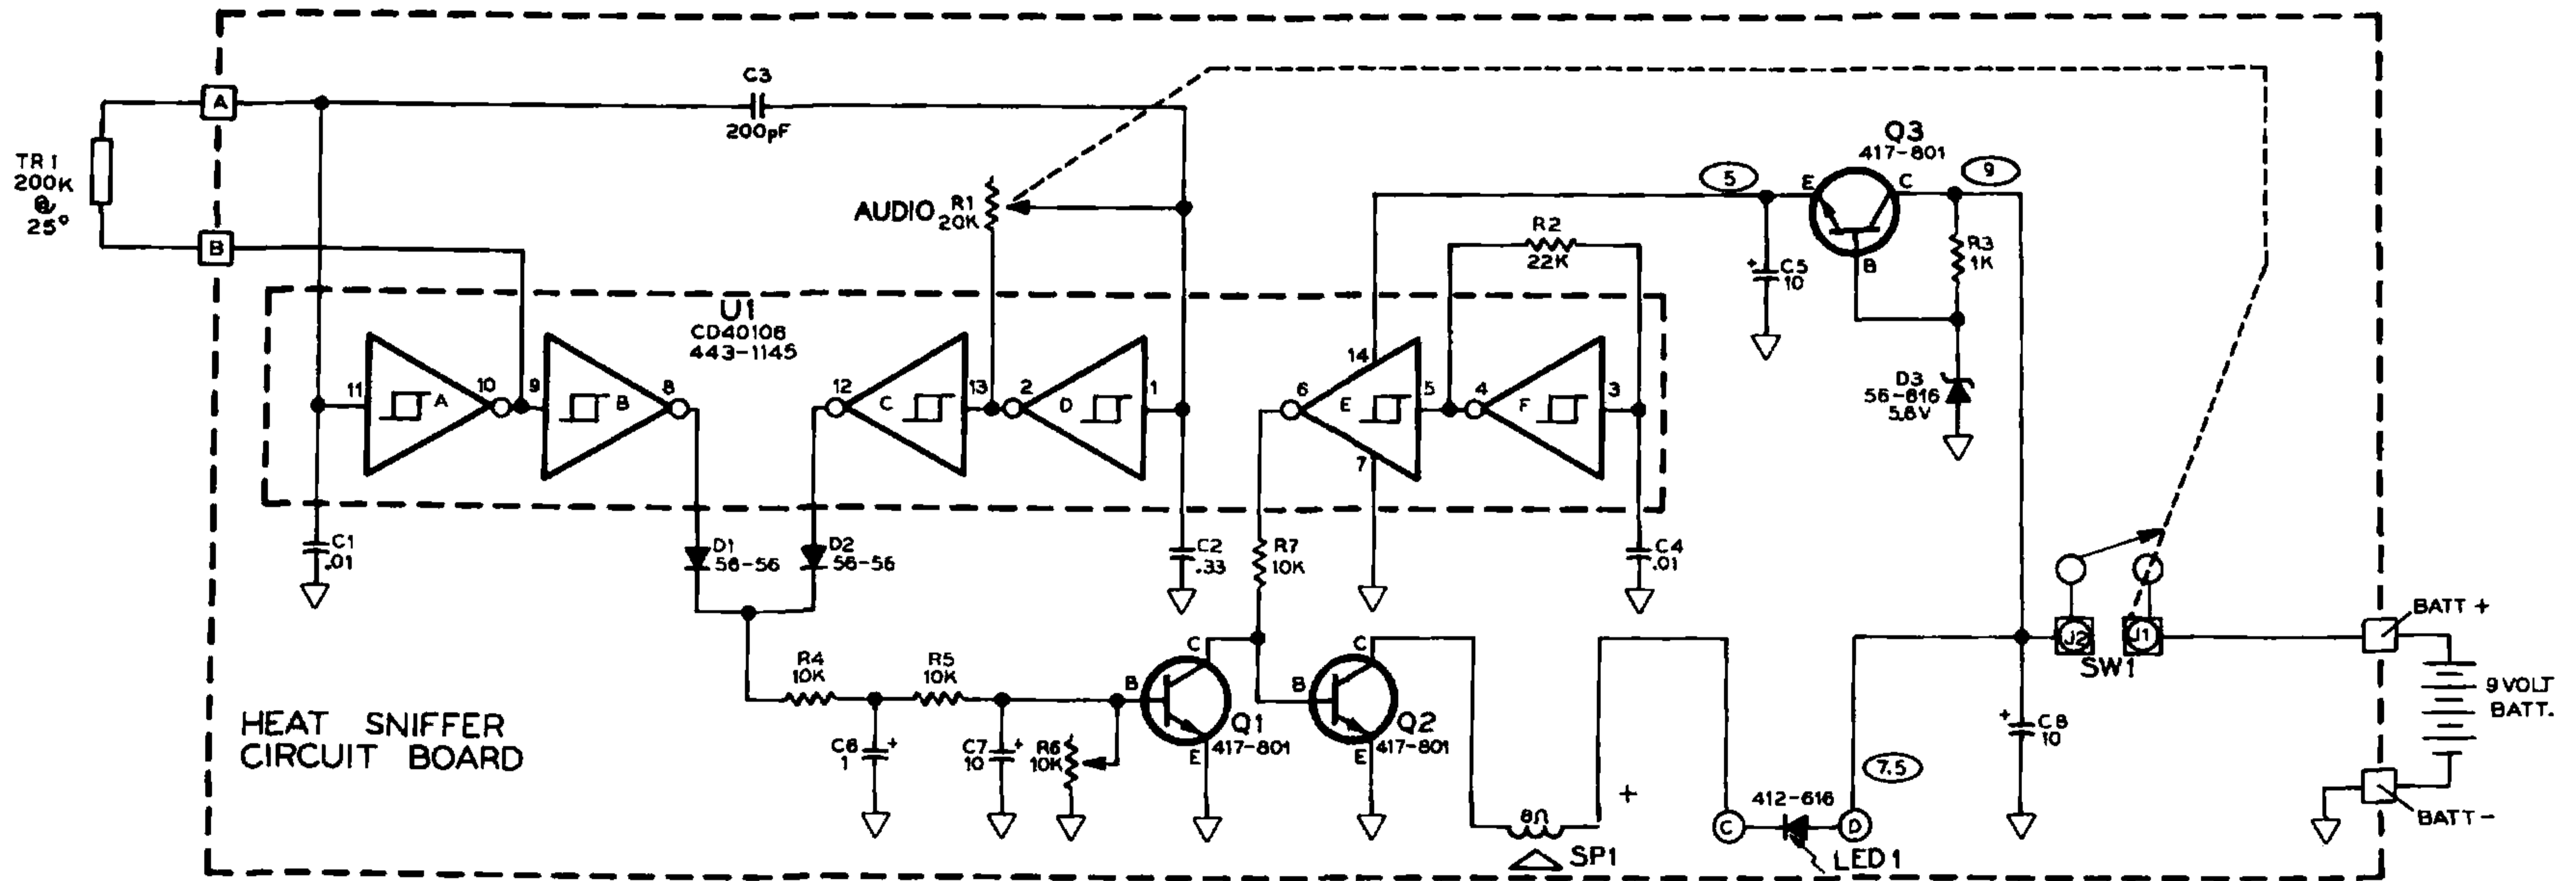 C3
200pF
A
TR1
200K
@
25°
B
AUDIO
R1
20K
Q3
417-801
5
9
E
C
B
R2
22K
C5
10
+
R3
1K
D3
56-616
5.6V
U1
CD40106
443-1145
11
A
10
9
B
8
12
C
13
2
D
1
14
6
E
5
4
F
3
7
C1
.01
D1
56-56
D2
56-56
C2
.33
R7
10K
C4
.01
R4
10K
R5
10K
C6
1
+
C7
10
+
R6
10K
B
C
E
Q1
417-801
B
C
E
Q2
417-801
8Ω
SP1
+
412-616
C
D
LED1
7.5
C8
10
+
J2
J1
SW1
BATT +
9 VOLT
BATT.
BATT -
HEAT SNIFFER
CIRCUIT BOARD